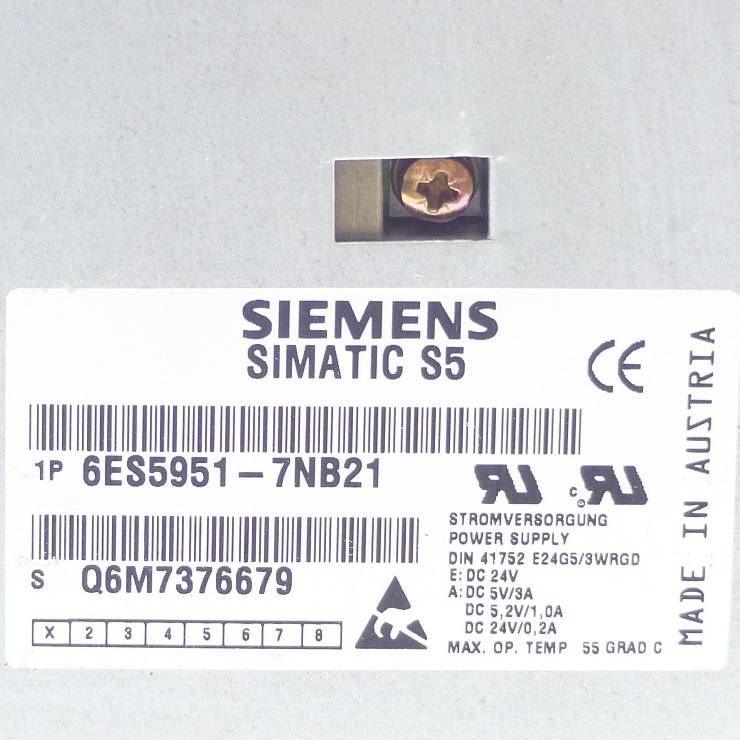 SIEMENS
SIMATIC S5
CE
1P 6ES5951-7NB21
S Q6M7376679
X 2 3 4 5 6 7 8
RU c RU
STROMVERSORGUNG
POWER SUPPLY
DIN 41752 E24G5/3WRGD
E: DC 24V
A: DC 5V/3A
DC 5,2V/1,0A
DC 24V/0,2A
MAX. OP. TEMP 55 GRAD C
MADE IN AUSTRIA